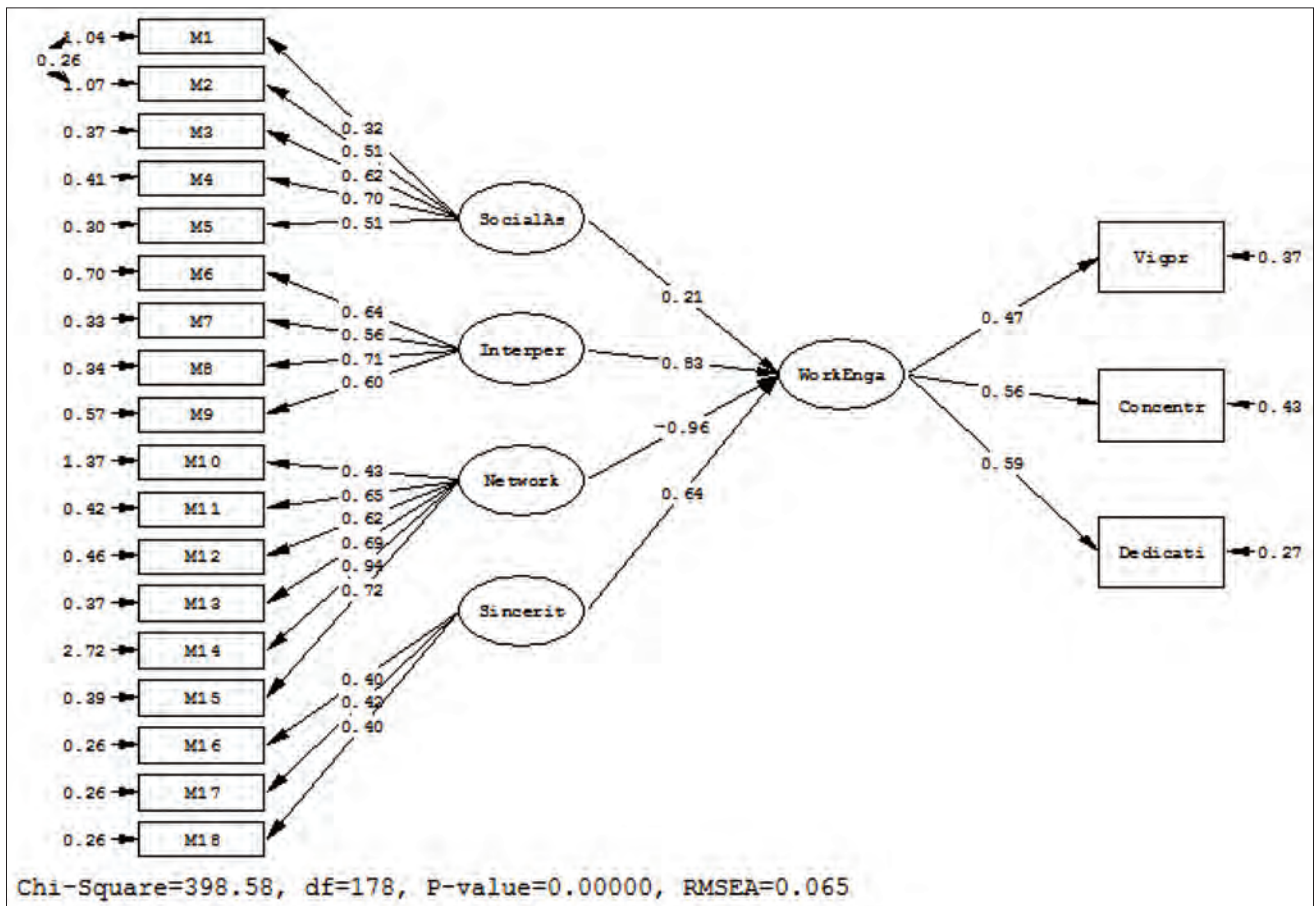 1.04 M1
0.26
1.07 M2
0.37 M3
0.41 M4
0.30 M5
0.70 M6
0.33 M7
0.34 M8
0.57 M9
1.37 M10
0.42 M11
0.46 M12
0.37 M13
2.72 M14
0.39 M15
0.26 M16
0.26 M17
0.26 M18
0.32
0.51
0.62
0.70
0.51
0.64
0.56
0.71
0.60
0.43
0.65
0.62
0.69
0.94
0.72
0.40
0.42
0.40
SocialAs
Interper
Network
Sincerit
0.21
0.83
-0.96
0.64
WorkEnga
0.47
0.56
0.59
Vigor 0.37
Concentr 0.43
Dedicati 0.27
Chi-Square=398.58, df=178, P-value=0.00000, RMSEA=0.065